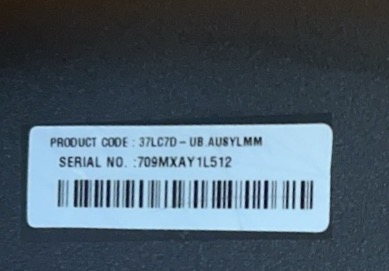 PRODUCT CODE : 37LC7D - UB.AUSYLMM
SERIAL NO. :709MXAY1L512